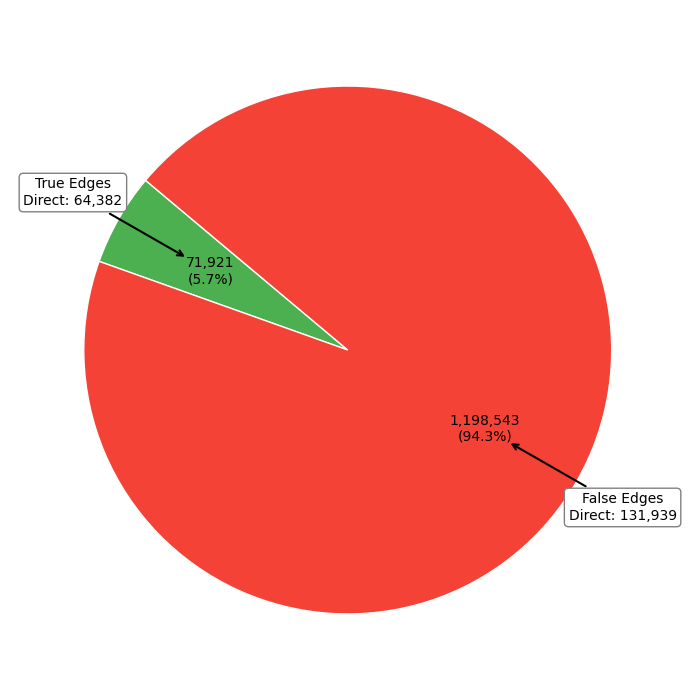 True Edges
Direct: 64,382
71,921
(5.7%)
1,198,543
(94.3%)
False Edges
Direct: 131,939